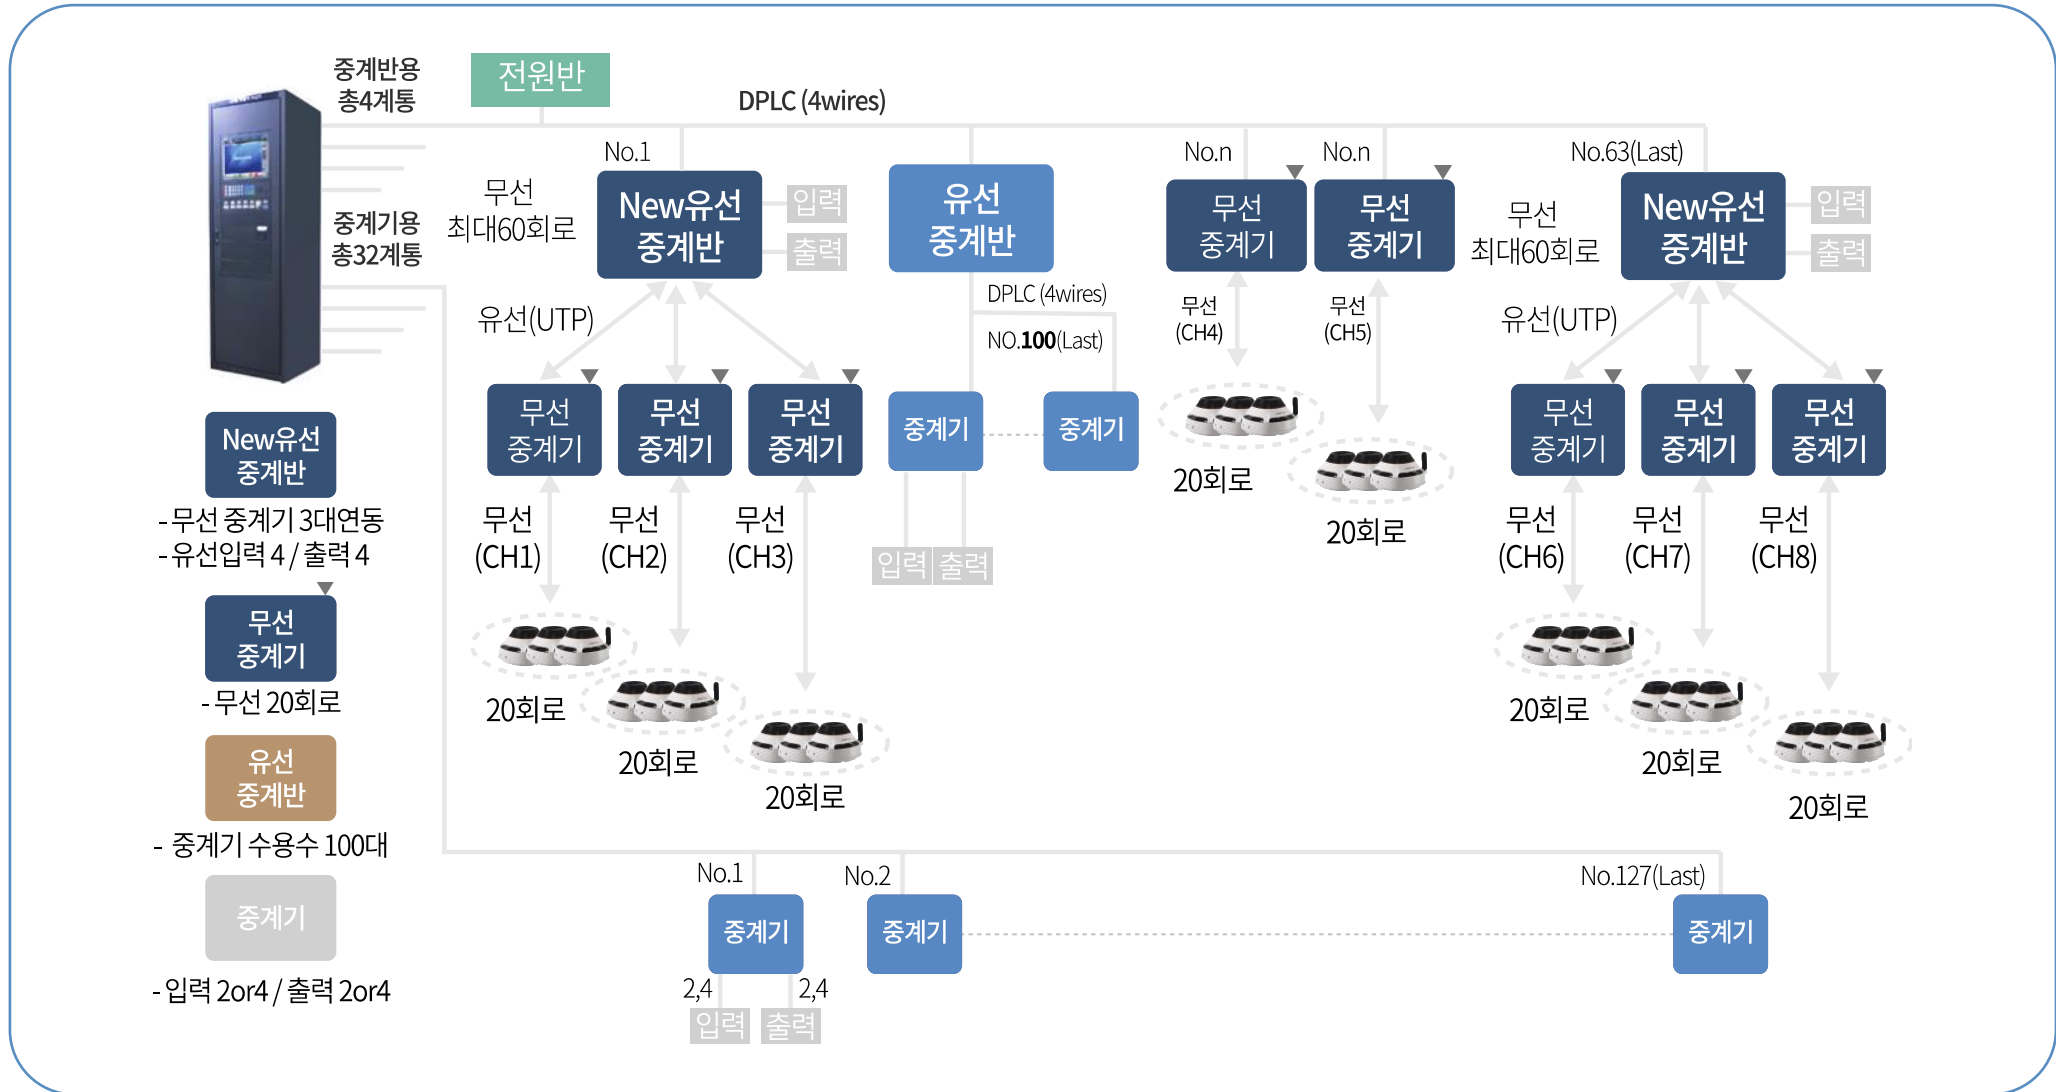 중계반용
총4계통
전원반
DPLC (4wires)
중계기용
총32계통
No.1
무선
최대60회로
New유선
중계반
입력
출력
유선
중계반
No.n
무선
중계기
No.n
무선
중계기
No.63(Last)
무선
최대60회로
New유선
중계반
입력
출력
유선(UTP)
DPLC (4wires)
NO.100(Last)
무선
(CH4)
무선
(CH5)
유선(UTP)
무선
중계기
무선
중계기
무선
중계기
중계기
중계기
20회로
20회로
무선
중계기
무선
중계기
무선
중계기
무선
(CH1)
무선
(CH2)
무선
(CH3)
입력
출력
무선
(CH6)
무선
(CH7)
무선
(CH8)
20회로
20회로
20회로
20회로
20회로
20회로
New유선
중계반
- 무선 중계기 3대연동
- 유선입력 4 / 출력 4
무선
중계기
- 무선 20회로
유선
중계반
- 중계기 수용수 100대
중계기
- 입력 2or4 / 출력 2or4
No.1
No.2
No.127(Last)
중계기
중계기
중계기
2,4
2,4
입력
출력